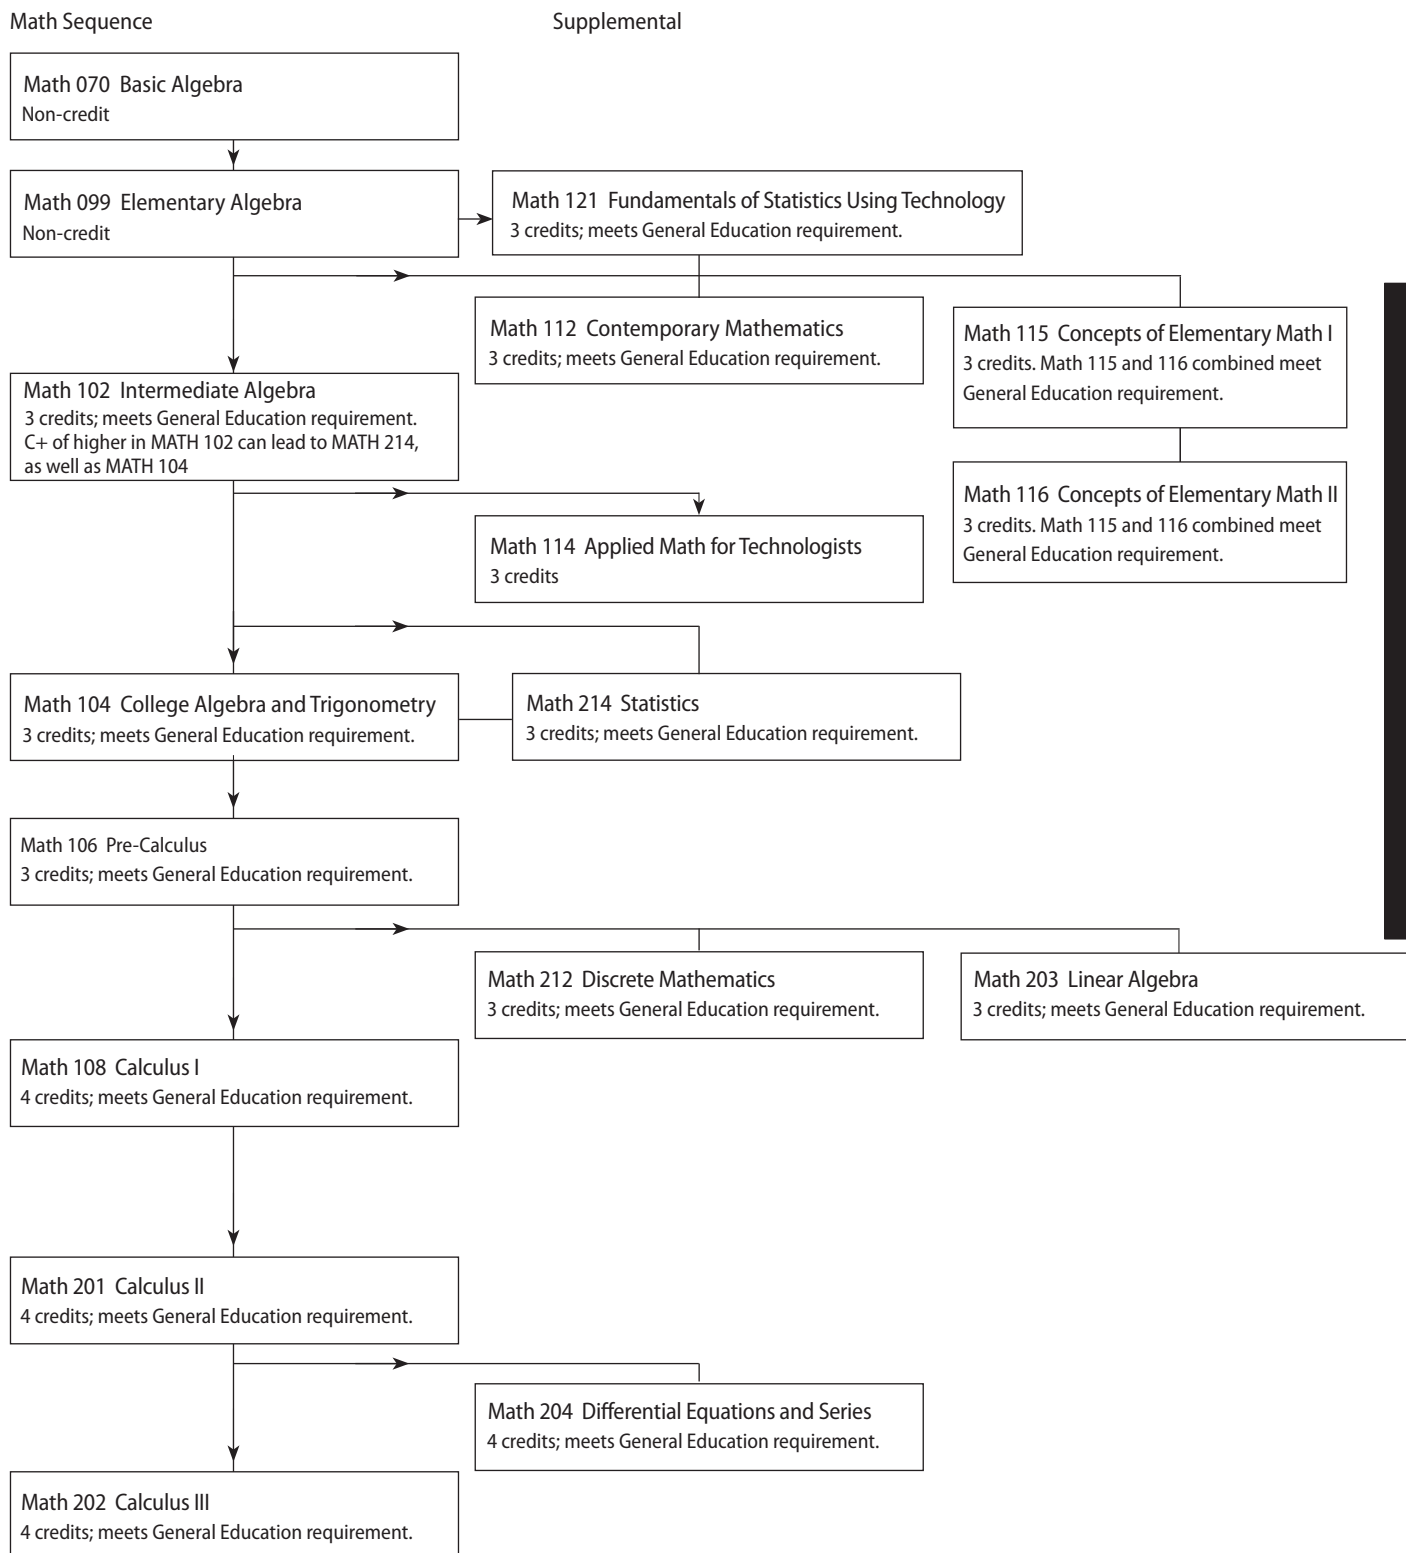 Math Sequence
Supplemental
Math 070 Basic Algebra
Non-credit
Math 099 Elementary Algebra
Non-credit
Math 121 Fundamentals of Statistics Using Technology
3 credits; meets General Education requirement.
Math 112 Contemporary Mathematics
3 credits; meets General Education requirement.
Math 115 Concepts of Elementary Math I
3 credits. Math 115 and 116 combined meet
General Education requirement.
Math 102 Intermediate Algebra
3 credits; meets General Education requirement.
C+ of higher in MATH 102 can lead to MATH 214,
as well as MATH 104
Math 116 Concepts of Elementary Math II
3 credits. Math 115 and 116 combined meet
General Education requirement.
Math 114 Applied Math for Technologists
3 credits
Math 104 College Algebra and Trigonometry
3 credits; meets General Education requirement.
Math 214 Statistics
3 credits; meets General Education requirement.
Math 106 Pre-Calculus
3 credits; meets General Education requirement.
Math 212 Discrete Mathematics
3 credits; meets General Education requirement.
Math 203 Linear Algebra
3 credits; meets General Education requirement.
Math 108 Calculus I
4 credits; meets General Education requirement.
Math 201 Calculus II
4 credits; meets General Education requirement.
Math 204 Differential Equations and Series
4 credits; meets General Education requirement.
Math 202 Calculus III
4 credits; meets General Education requirement.